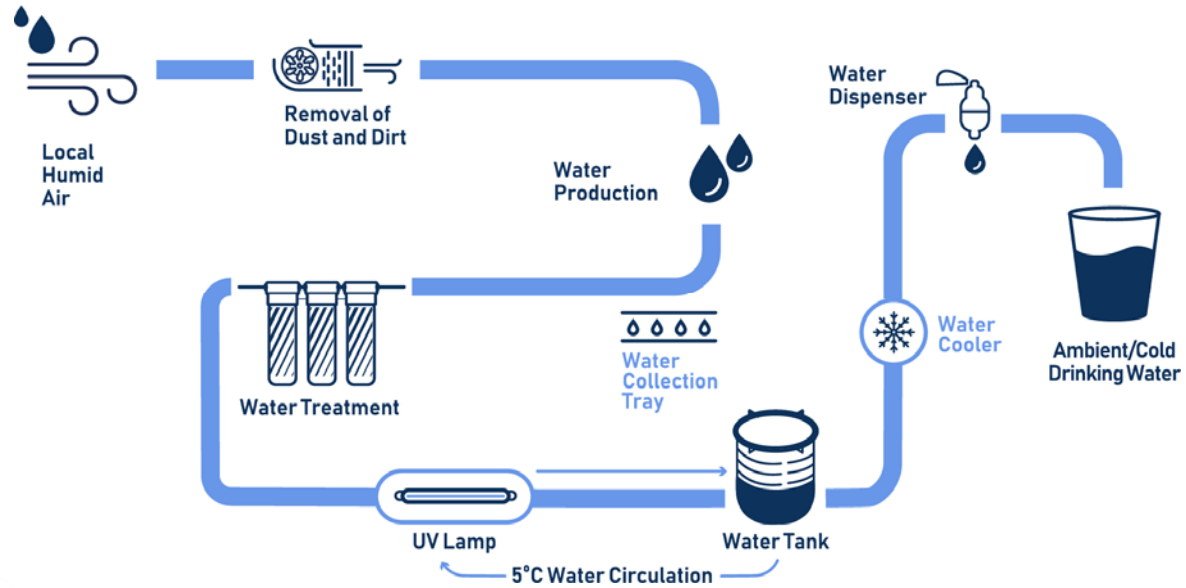 Local
Humid
Air
Removal of
Dust and Dirt
Water
Production
Water
Collection
Tray
Water Treatment
UV Lamp
5°C Water Circulation
Water Tank
Water
Cooler
Water
Dispenser
Ambient/Cold
Drinking Water